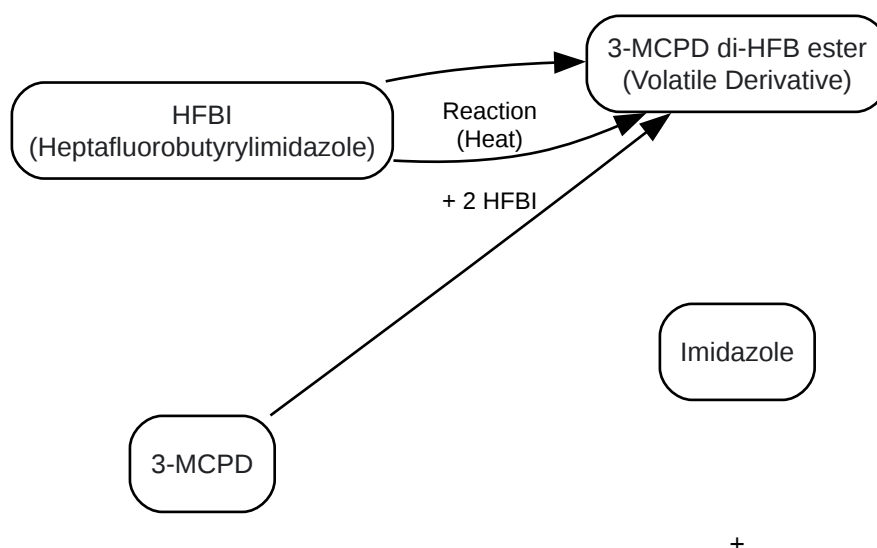 3-MCPD di-HFB ester
(Volatile Derivative)
HFBI
(Heptafluorobutyrylimidazole)
Reaction
(Heat)
+ 2 HFBI
Imidazole
3-MCPD
+